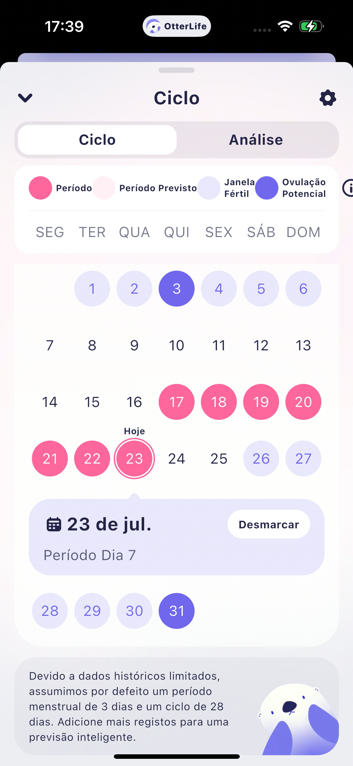 17:39
OtterLife
Ciclo
Ciclo Análise
Período Período Previsto Janela Fértil Ovulação Potencial
SEG TER QUA QUI SEX SÁB DOM
1 2 3 4 5 6
7 8 9 10 11 12 13
14 15 16 17 18 19 20
Hoje
21 22 23 24 25 26 27
23 de jul. Desmarcar
Período Dia 7
28 29 30 31
Devido a dados históricos limitados,
assumimos por defeito um período
menstrual de 3 dias e um ciclo de 28
dias. Adicione mais registos para uma
previsão inteligente.